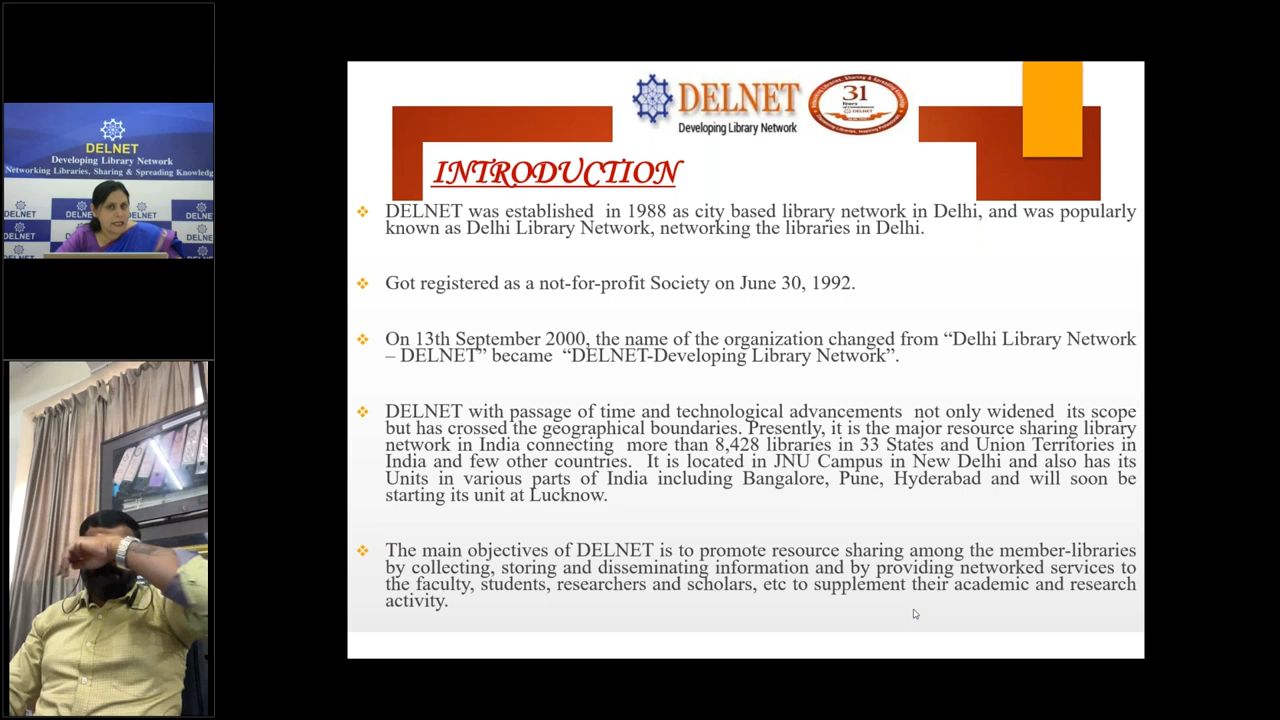 DELNET
Developing Library Network
Networking Libraries, Sharing & Spreading Knowledg
DELNET
DELNET
DELNET
DELNET
DELNET
DELNET
DELNET
Developing Library Network
31
Years
DELNET
INTRODUCTION
DELNET was established in 1988 as city based library network in Delhi, and was popularly
known as Delhi Library Network, networking the libraries in Delhi.
Got registered as a not-for-profit Society on June 30, 1992.
On 13th September 2000, the name of the organization changed from “Delhi Library Network
– DELNET” became “DELNET-Developing Library Network”.
DELNET with passage of time and technological advancements not only widened its scope
but has crossed the geographical boundaries. Presently, it is the major resource sharing library
network in India connecting more than 8,428 libraries in 33 States and Union Territories in
India and few other countries. It is located in JNU Campus in New Delhi and also has its
Units in various parts of India including Bangalore, Pune, Hyderabad and will soon be
starting its unit at Lucknow.
The main objectives of DELNET is to promote resource sharing among the member-libraries
by collecting, storing and disseminating information and by providing networked services to
the faculty, students, researchers and scholars, etc to supplement their academic and research
activity.